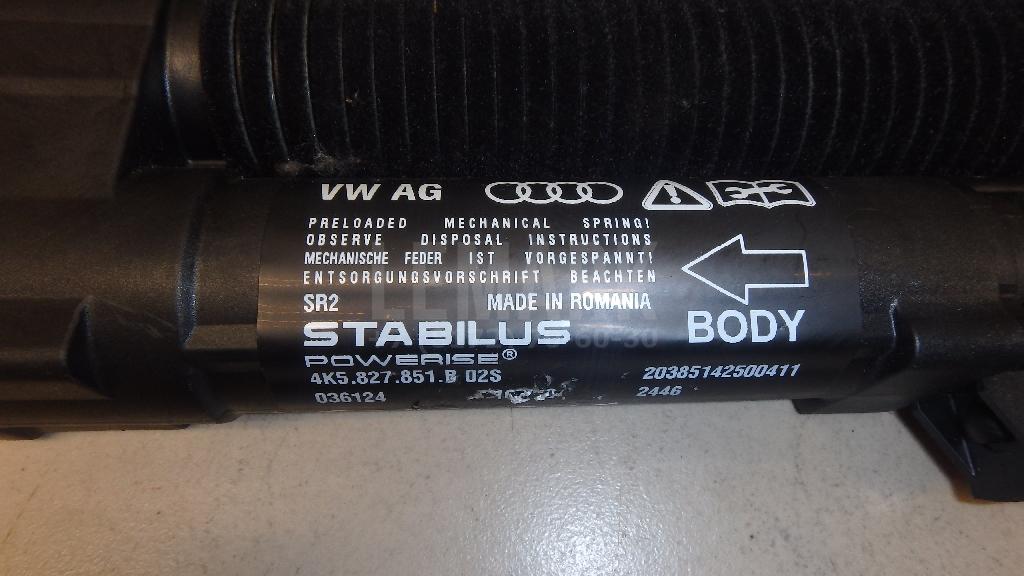 VW AG
PRELOADED MECHANICAL SPRING!
OBSERVE DISPOSAL INSTRUCTIONS
MECHANISCHE FEDER IST VORGESPANNT!
ENTSORGUNGSVORSCHRIFT BEACHTEN
SR2 MADE IN ROMANIA
STABILUS
POWERISE®
BODY
4K5.827.851.B 02S 20385142500411
036124 2446